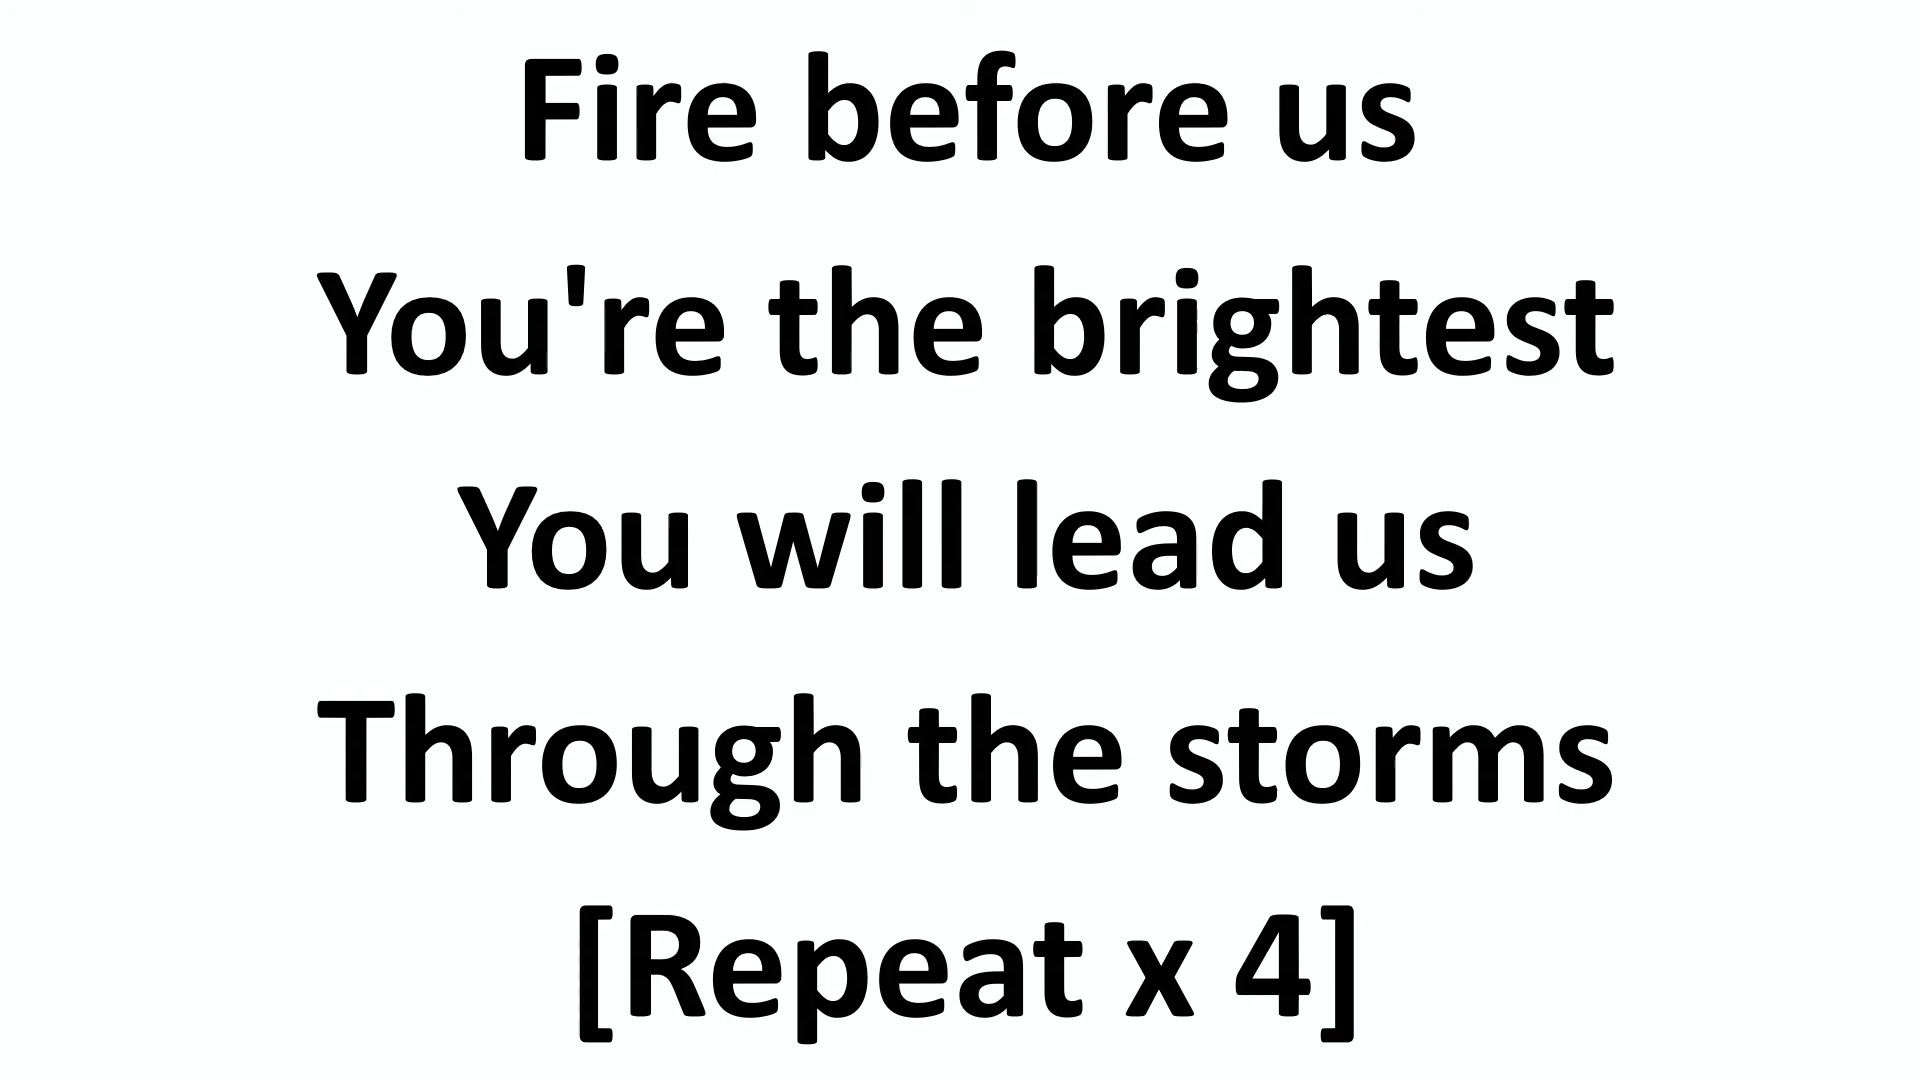 Fire before us
You're the brightest
You will lead us
Through the storms
[Repeat x 4]